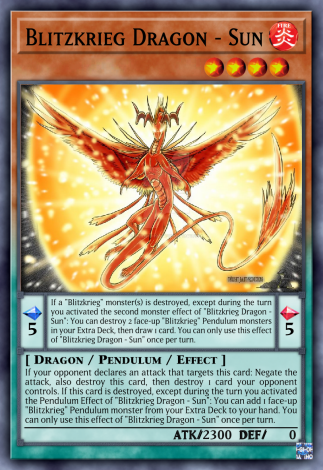 Blitzkrieg Dragon - Sun
FIRE
炎
If a "Blitzkrieg" monster(s) is destroyed, except during the turn
you activated the second monster effect of "Blitzkrieg Dragon -
Sun": You can destroy 2 face-up "Blitzkrieg" Pendulum monsters
in your Extra Deck, then draw 1 card. You can only use this effect
of "Blitzkrieg Dragon - Sun" once per turn.
5
5
[ Dragon / Pendulum / Effect ]
If your opponent declares an attack that targets this card: Negate the
attack, also destroy this card, then destroy 1 card your opponent
controls. If this card is destroyed, except during the turn you activated
the Pendulum Effect of "Blitzkrieg Dragon - Sun": You can add 1 face-up
"Blitzkrieg" Pendulum monster from your Extra Deck to your hand. You
can only use this effect of "Blitzkrieg Dragon - Sun" once per turn.
ATK/2300 DEF/ 0